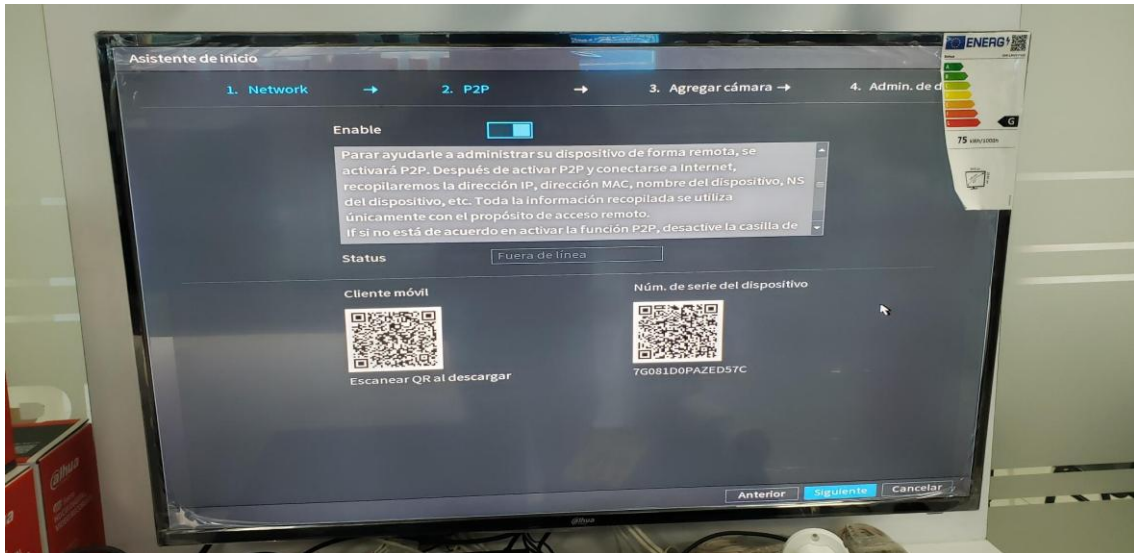 Asistente de inicio
1. Network → 2. P2P → 3. Agregar cámara → 4. Admin. de d
Enable
Parar ayudarle a administrar su dispositivo de forma remota, se
activará P2P. Después de activar P2P y conectarse a Internet,
recopilaremos la dirección IP, dirección MAC, nombre del dispositivo, NS
del dispositivo, etc. Toda la información recopilada se utiliza
únicamente con el propósito de acceso remoto.
If si no está de acuerdo en activar la función P2P, desactive la casilla de
Status
Fuera de línea
Cliente móvil
Núm. de serie del dispositivo
Escanear QR al descargar
7G081D0PAZED57C
Anterior
Siguiente
Cancelar
alhua
ENERG
G
75 kWh/1000h
alhua